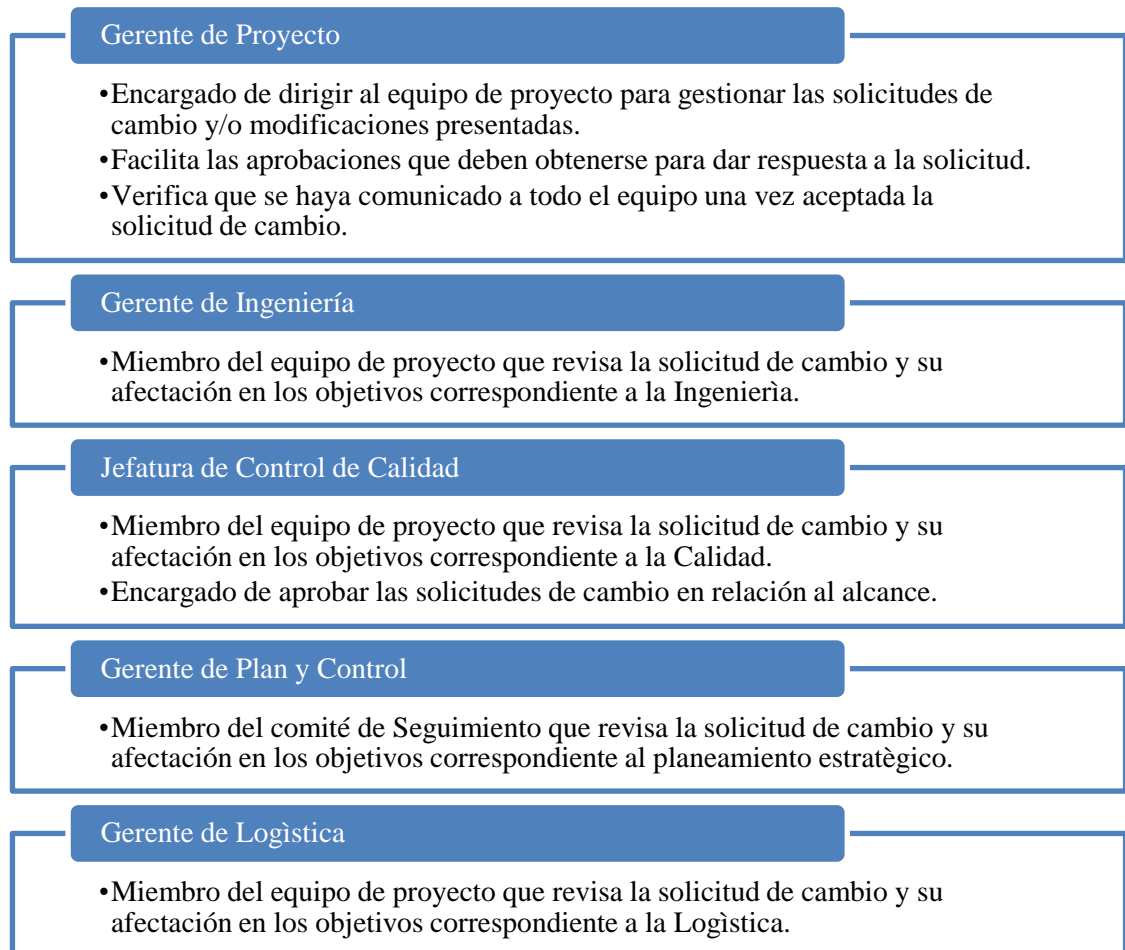 Gerente de Proyecto
•Encargado de dirigir al equipo de proyecto para gestionar las solicitudes de
cambio y/o modificaciones presentadas.
•Facilita las aprobaciones que deben obtenerse para dar respuesta a la solicitud.
•Verifica que se haya comunicado a todo el equipo una vez aceptada la
solicitud de cambio.
Gerente de Ingeniería
•Miembro del equipo de proyecto que revisa la solicitud de cambio y su
afectación en los objetivos correspondiente a la Ingenierìa.
Jefatura de Control de Calidad
•Miembro del equipo de proyecto que revisa la solicitud de cambio y su
afectación en los objetivos correspondiente a la Calidad.
•Encargado de aprobar las solicitudes de cambio en relación al alcance.
Gerente de Plan y Control
•Miembro del comité de Seguimiento que revisa la solicitud de cambio y su
afectación en los objetivos correspondiente al planeamiento estratègico.
Gerente de Logìstica
•Miembro del equipo de proyecto que revisa la solicitud de cambio y su
afectación en los objetivos correspondiente a la Logìstica.